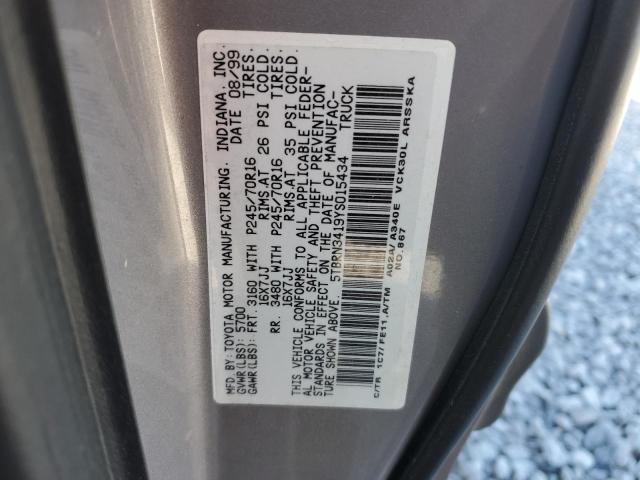 MFD.BY:TOYOTA MOTOR MANUFACTURING. INDIANA. INC.
GVWR(LBS): 5700 DATE 08/99
GAWR(LBS): FRT. 3160 WITH P245/70R16 TIRES.
16X7JJ RIMS.AT 26 PSI COLD.
RR. 3480 WITH P245/70R16 TIRES.
16X7JJ RIMS.AT 35 PSI COLD.
THIS VEHICLE CONFORMS TO ALL APPLICABLE FEDER-
AL MOTOR VEHICLE SAFETY AND THEFT PREVENTION
STANDARDS IN EFFECT ON THE DATE OF MANUFAC-
TURE SHOWN ABOVE. 5TBRN3419YS015434 TRUCK
C/TR 1C7/FE11.A/TM A02A/A340E VCK30L ARSSKA
NO.867